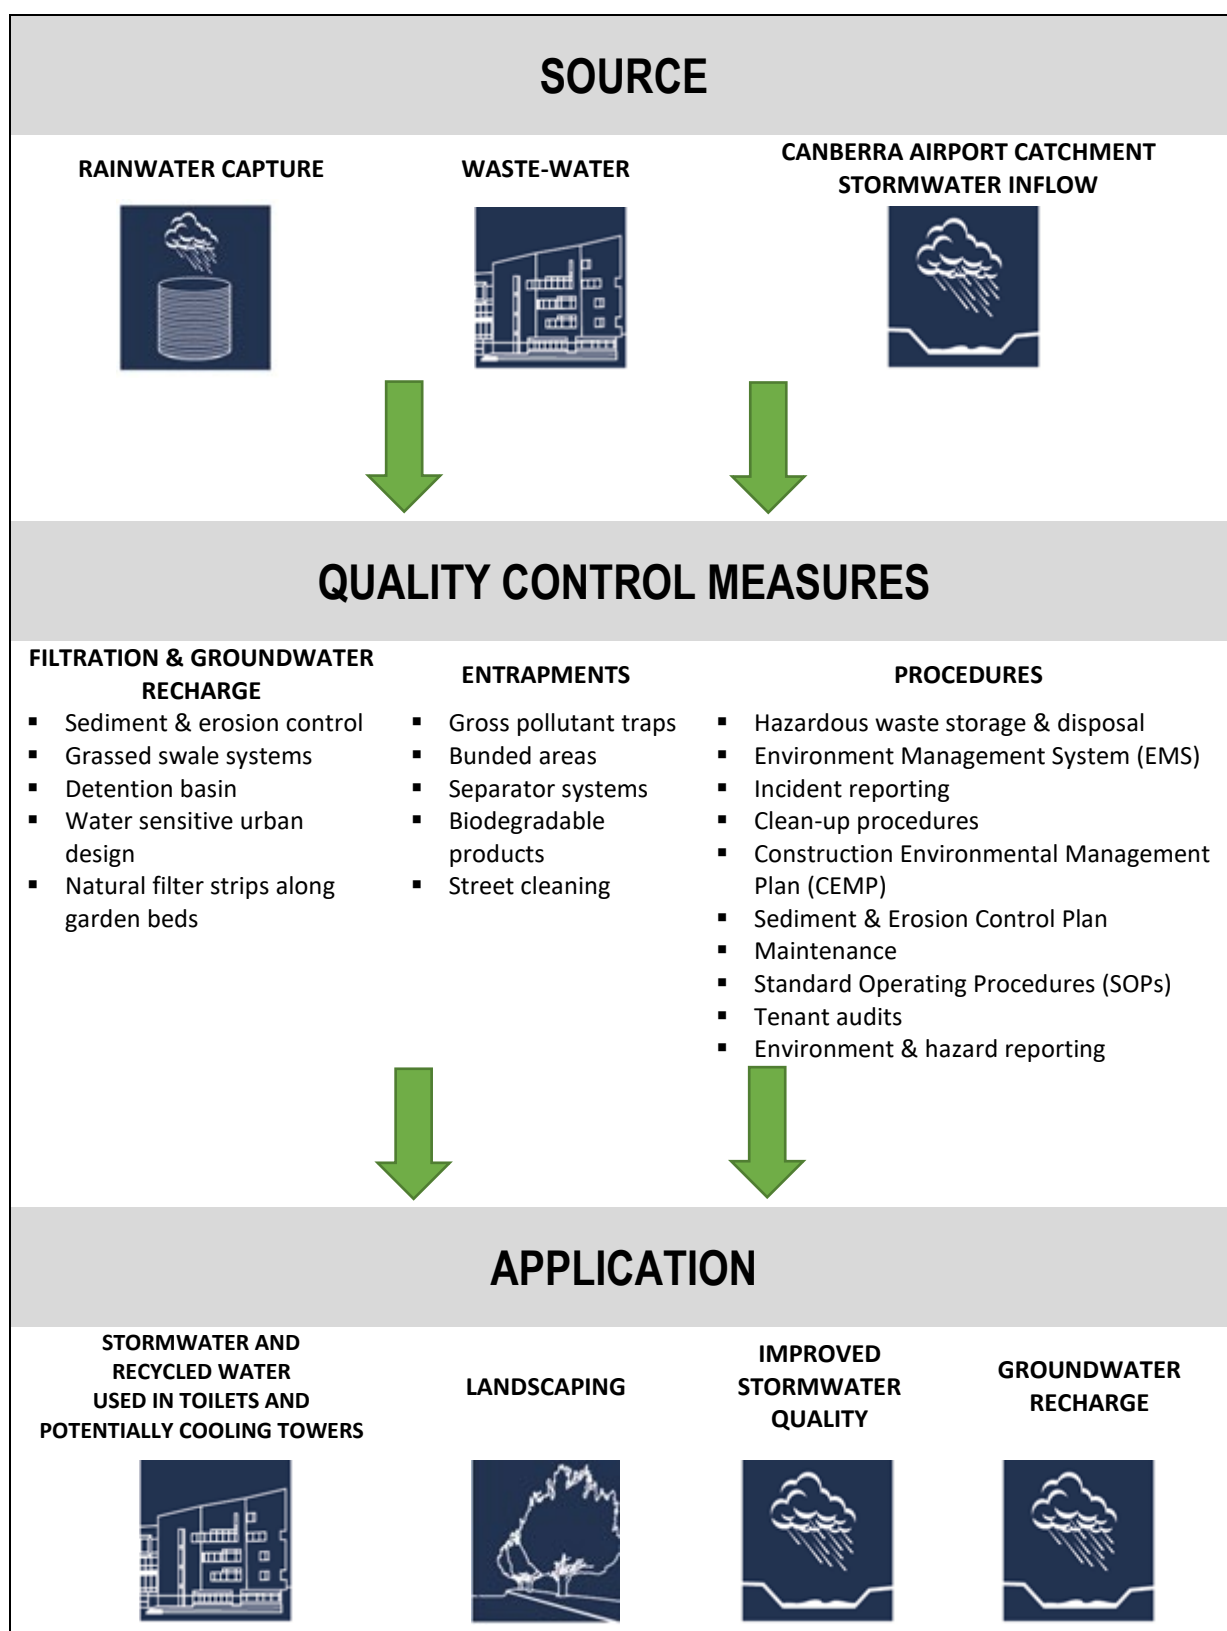 SOURCE
RAINWATER CAPTURE
WASTE-WATER
CANBERRA AIRPORT CATCHMENT
STORMWATER INFLOW
QUALITY CONTROL MEASURES
FILTRATION & GROUNDWATER
RECHARGE
▪ Sediment & erosion control
▪ Grassed swale systems
▪ Detention basin
▪ Water sensitive urban
design
▪ Natural filter strips along
garden beds
ENTRAPMENTS
▪ Gross pollutant traps
▪ Bunded areas
▪ Separator systems
▪ Biodegradable
products
▪ Street cleaning
PROCEDURES
▪ Hazardous waste storage & disposal
▪ Environment Management System (EMS)
▪ Incident reporting
▪ Clean-up procedures
▪ Construction Environmental Management
Plan (CEMP)
▪ Sediment & Erosion Control Plan
▪ Maintenance
▪ Standard Operating Procedures (SOPs)
▪ Tenant audits
▪ Environment & hazard reporting
APPLICATION
STORMWATER AND
RECYCLED WATER
USED IN TOILETS AND
POTENTIALLY COOLING TOWERS
LANDSCAPING
IMPROVED
STORMWATER
QUALITY
GROUNDWATER
RECHARGE